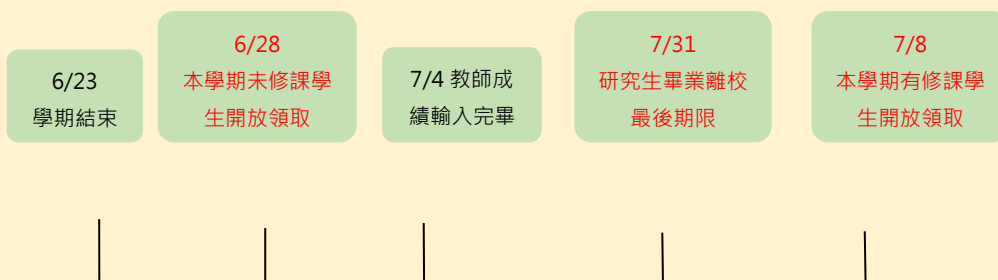 6/23
學期結束
6/28
本學期未修課學
生開放領取
7/4 教師成
績輸入完畢
7/31
研究生畢業離校
最後期限
7/8
本學期有修課學
生開放領取